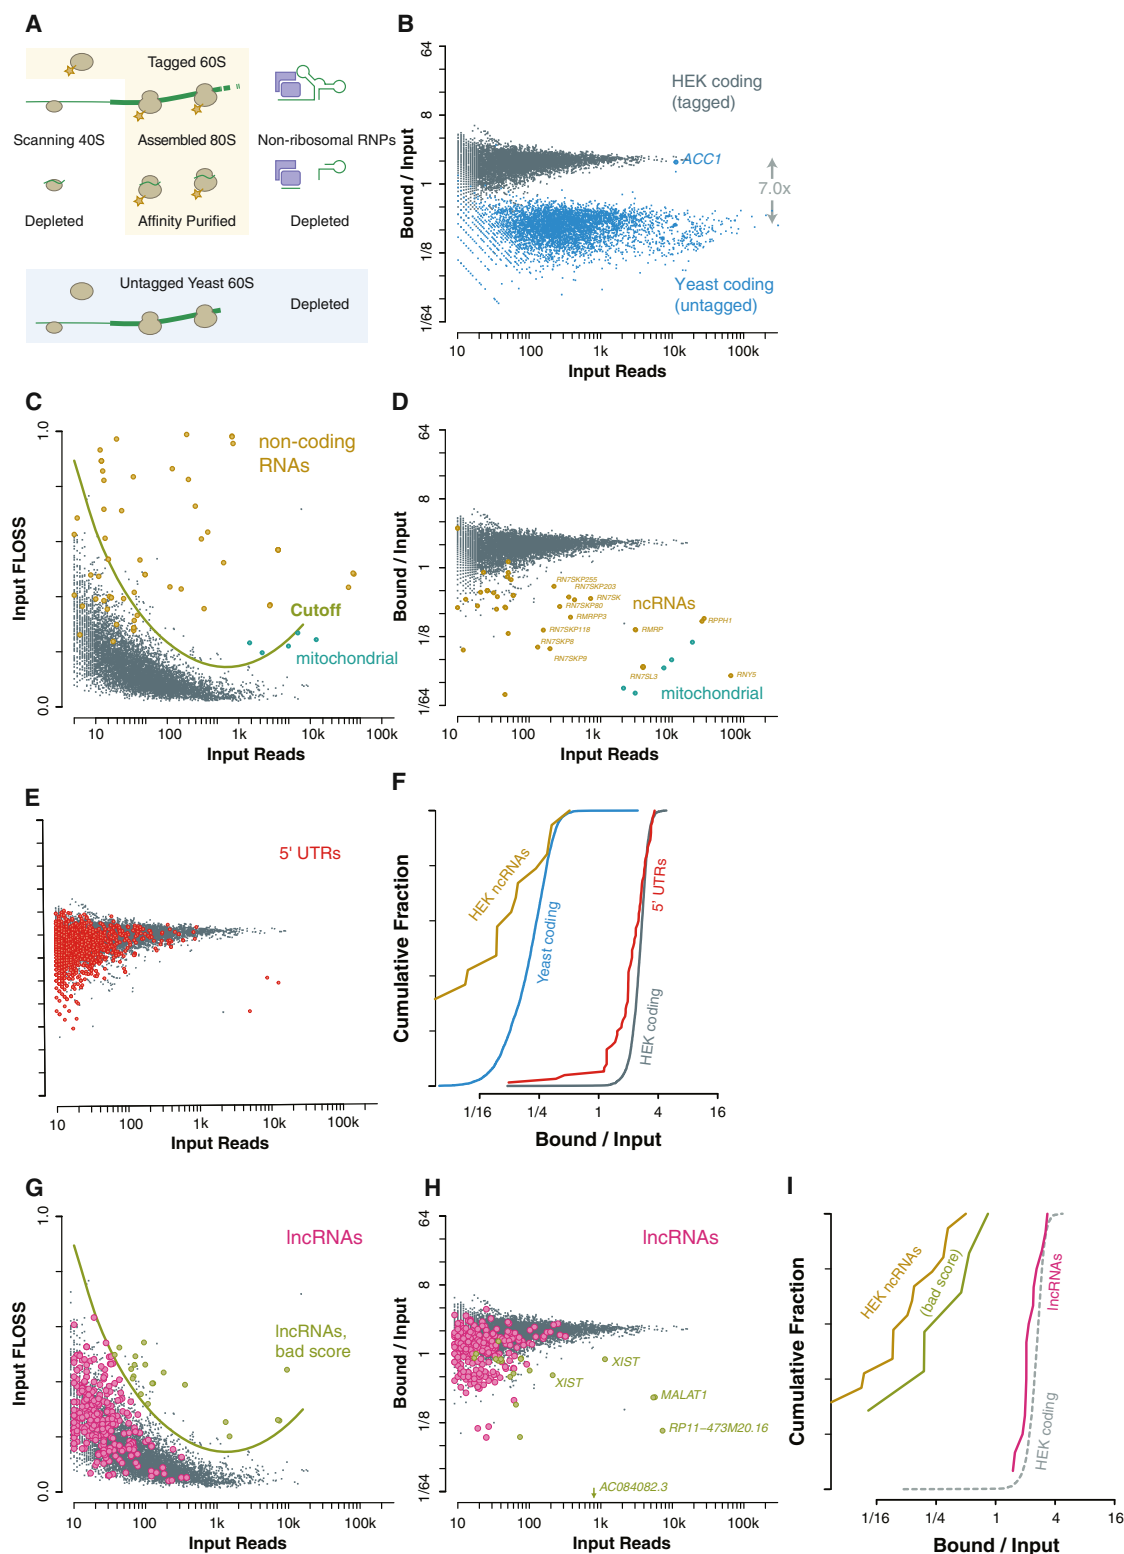 A
Tagged 60S
Scanning 40S
Assembled 80S
Non-ribosomal RNPs
Depleted
Affinity Purified
Depleted
Untagged Yeast 60S
Depleted
B
64
8
1
1/8
1/64
Bound / Input
HEK coding
(tagged)
ACC1
7.0x
Yeast coding
(untagged)
10
100
1k
10k
100k
Input Reads
C
1.0
0.0
Input FLOSS
non-coding
RNAs
Cutoff
mitochondrial
10
100
1k
10k
100k
Input Reads
D
64
8
1
1/8
1/64
Bound / Input
RN7SKP255
RN7SKP203
RN7SK
RN7SKP80
ncRNAs
RMRPP3
RPPH1
RN7SKP118
RMRP
RN7SKP8
RN7SKP9
RN7SL3
RNY5
mitochondrial
10
100
1k
10k
100k
Input Reads
E
5' UTRs
10
100
1k
10k
100k
Input Reads
F
Cumulative Fraction
HEK ncRNAs
Yeast coding
5' UTRs
HEK coding
1/16
1/4
1
4
16
Bound / Input
G
1.0
0.0
Input FLOSS
lncRNAs
lncRNAs,
bad score
10
100
1k
10k
100k
Input Reads
H
64
8
1
1/8
1/64
Bound / Input
lncRNAs
XIST
XIST
MALAT1
RP11−473M20.16
AC084082.3
10
100
1k
10k
100k
Input Reads
I
Cumulative Fraction
HEK ncRNAs
(bad score)
lncRNAs
HEK coding
1/16
1/4
1
4
16
Bound / Input